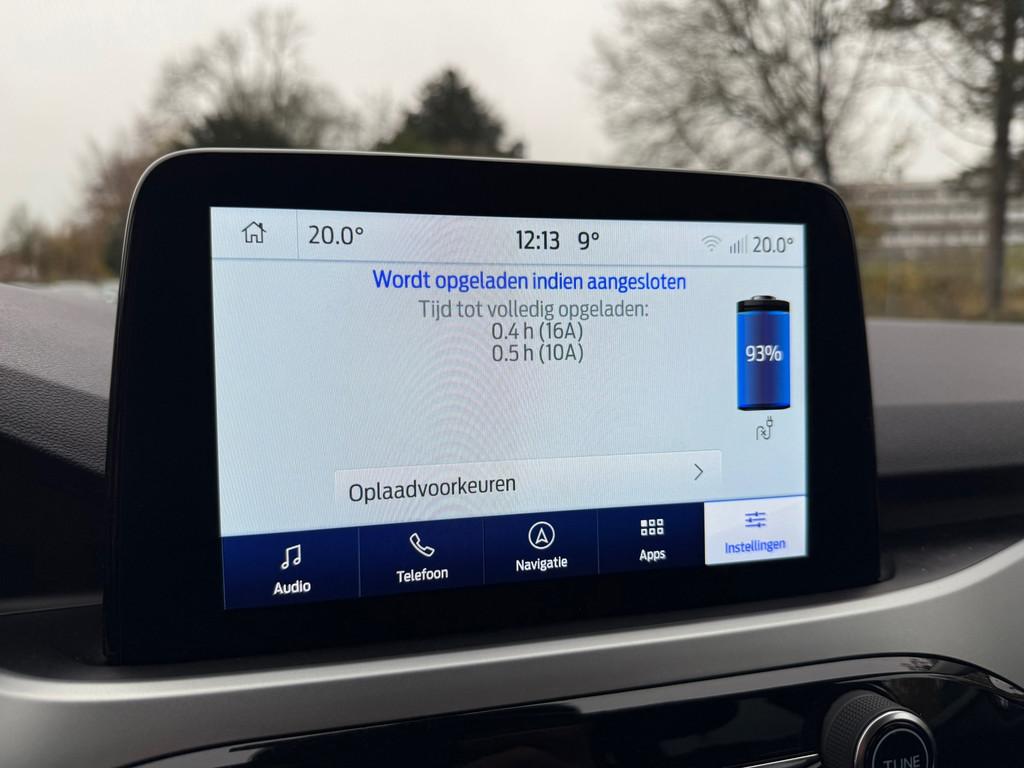 20.0° 12:13 9° 20.0°
Wordt opgeladen indien aangesloten
Tijd tot volledig opgeladen:
0.4 h (16A)
0.5 h (10A)
93%
Oplaadvoorkeuren
Audio Telefoon Navigatie Apps Instellingen
TUNE